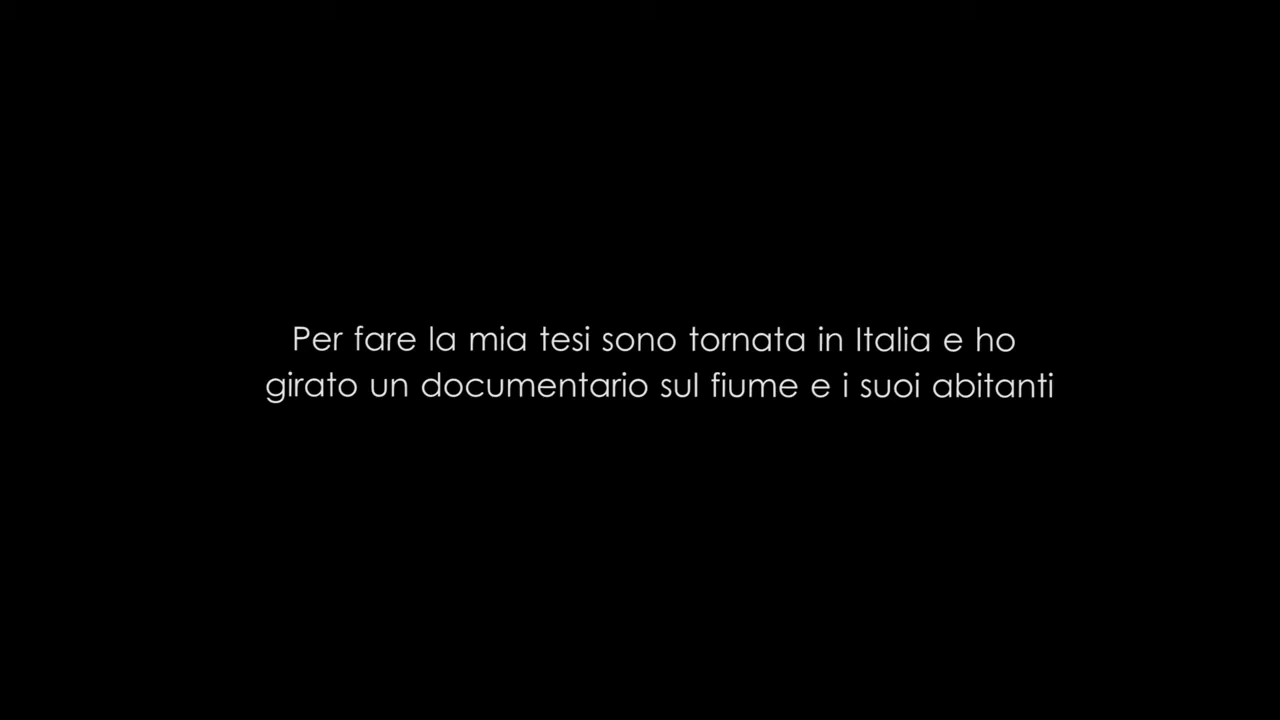 Per fare la mia tesi sono tornata in Italia e ho
girato un documentario sul fiume e i suoi abitanti